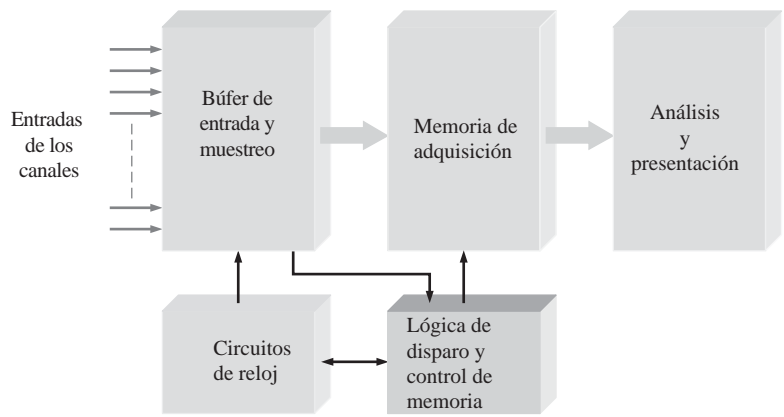 Entradas
de los
canales
Búfer de
entrada y
muestreo
Memoria de
adquisición
Análisis
y
presentación
Circuitos
de reloj
Lógica de
disparo y
control de
memoria